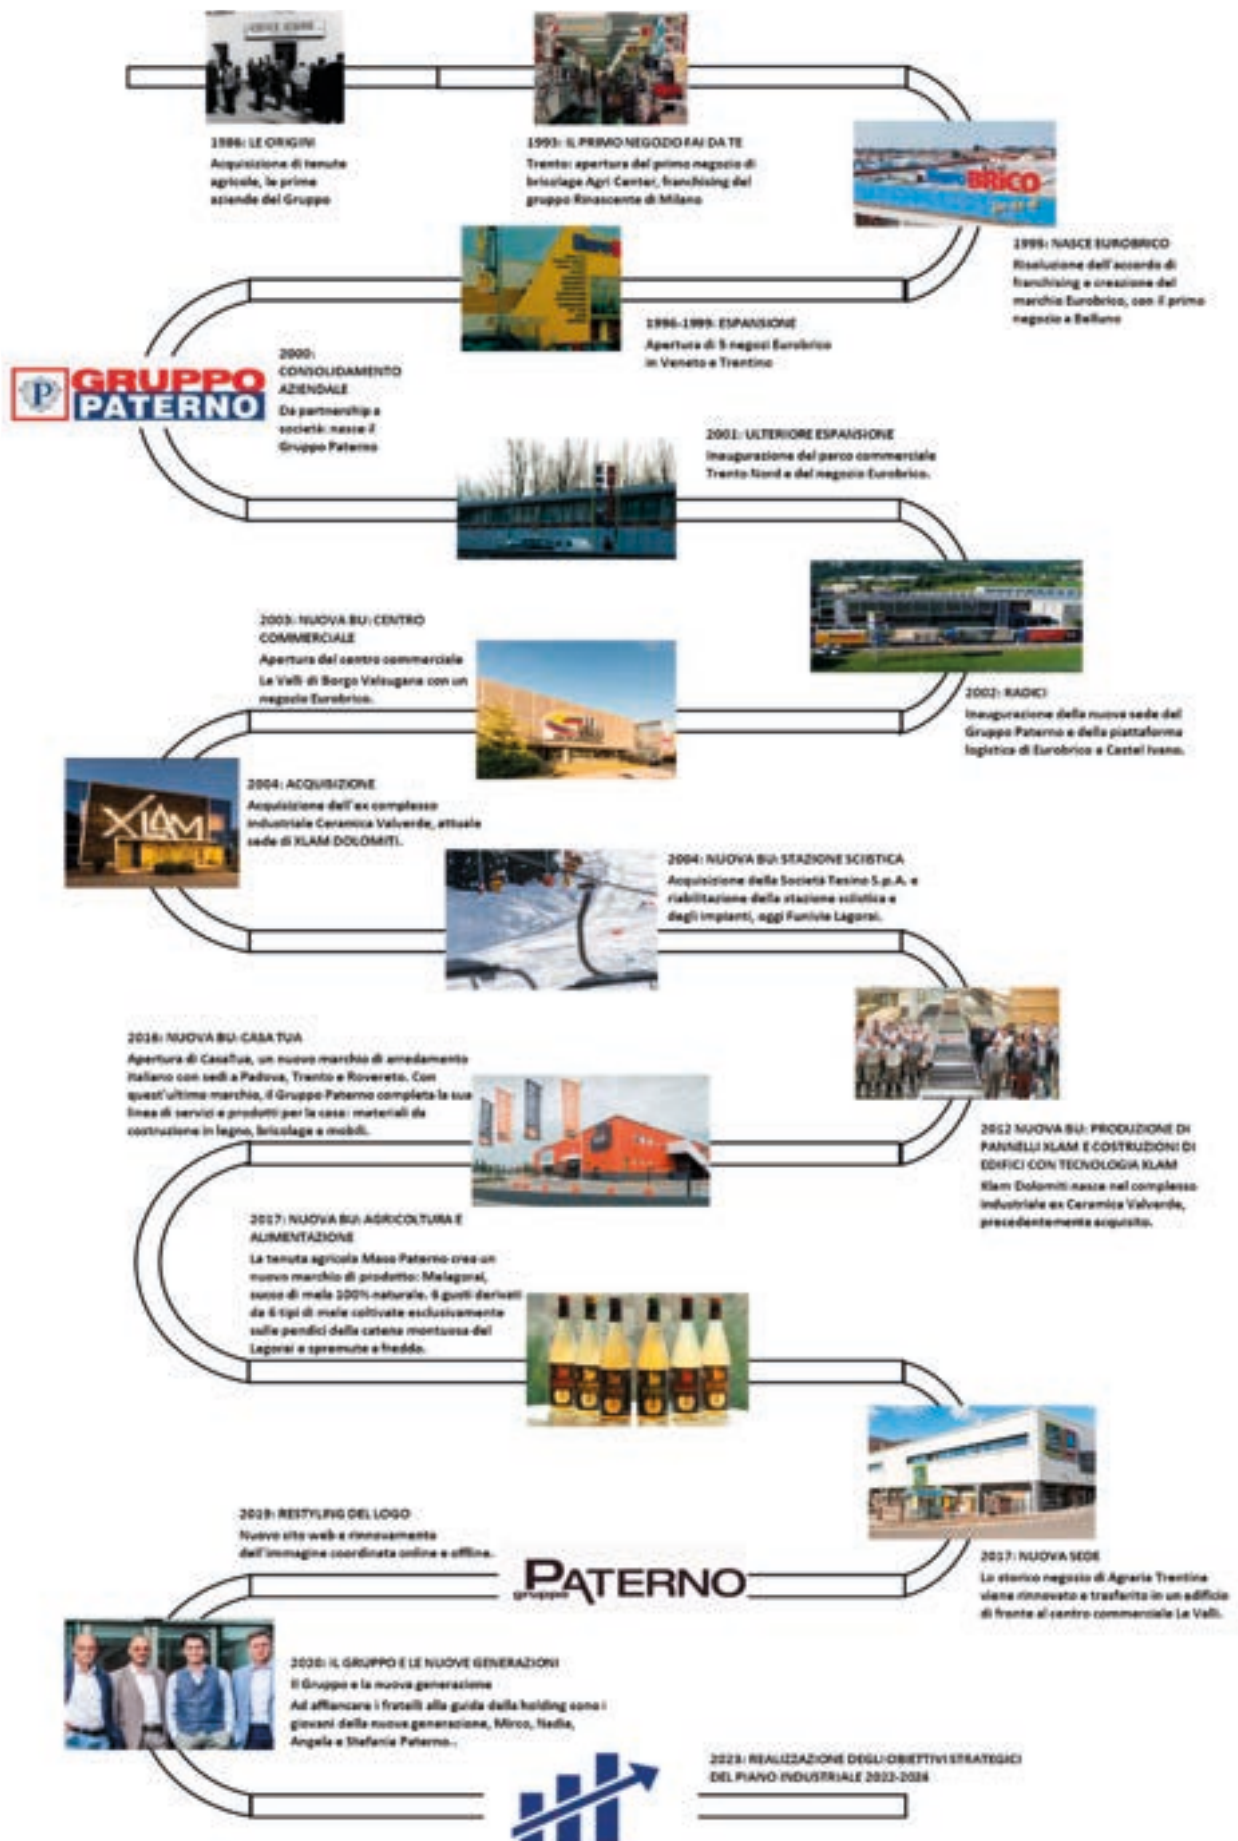 1986: LE ORIGINI
Acquisizione di tenute
agricole, le prime
aziende del Gruppo
1993: IL PRIMO NEGOZIO FAI DA TE
Trento: apertura del primo negozio di
bricolage Agri Center, franchising del
gruppo Rinascente di Milano
BRICO
1995: NASCE EUROBRICO
Risoluzione dell'accordo di
franchising e creazione del
marchio Eurobrico, con il primo
negozio a Belluno
1996-1999: ESPANSIONE
Apertura di 5 negozi Eurobrico
in Veneto e Trentino
P GRUPPO
PATERNO
2000:
CONSOLIDAMENTO
AZIENDALE
Da partnership a
società: nasce il
Gruppo Paterno
2001: ULTERIORE ESPANSIONE
Inaugurazione del parco commerciale
Trento Nord e del negozio Eurobrico.
2002: RADICI
Inaugurazione della nuova sede del
Gruppo Paterno e della piattaforma
logistica di Eurobrico a Castel Ivano.
2003: NUOVA BU: CENTRO
COMMERCIALE
Apertura del centro commerciale
Le Valli di Borgo Valsugana con un
negozio Eurobrico.
XLAM
2004: ACQUISIZIONE
Acquisizione dell'ex complesso
industriale Ceramica Valverde, attuale
sede di XLAM DOLOMITI.
2004: NUOVA BU: STAZIONE SCIISTICA
Acquisizione della Società Tesino S.p.A. e
riabilitazione della stazione sciistica e
degli impianti, oggi Funivie Lagorai.
2012 NUOVA BU: PRODUZIONE DI
PANNELLI XLAM E COSTRUZIONI DI
EDIFICI CON TECNOLOGIA XLAM
Xlam Dolomiti nasce nel complesso
industriale ex Ceramica Valverde,
precedentemente acquisito.
2016: NUOVA BU: CASA TUA
Apertura di CasaTua, un nuovo marchio di arredamento
italiano con sedi a Padova, Trento e Rovereto. Con
quest'ultimo marchio, il Gruppo Paterno completa la sua
linea di servizi e prodotti per la casa: materiali da
costruzione in legno, bricolage e mobili.
2017: NUOVA BU: AGRICOLTURA E
ALIMENTAZIONE
La tenuta agricola Maso Paterno crea un
nuovo marchio di prodotto: Melagorai,
succo di mela 100% naturale. 6 gusti derivati
da 6 tipi di mele coltivate esclusivamente
sulle pendici della catena montuosa del
Lagorai e spremute a freddo.
2017: NUOVA SEDE
Lo storico negozio di Agraria Trentina
viene rinnovato e trasferito in un edificio
di fronte al centro commerciale Le Valli.
2019: RESTYLING DEL LOGO
Nuovo sito web e rinnovamento
dell'immagine coordinata online e offline.
gruppo PATERNO
2020: IL GRUPPO E LE NUOVE GENERAZIONI
Il Gruppo e la nuova generazione
Ad affiancare i fratelli alla guida della holding sono i
giovani della nuova generazione, Mirco, Nadia,
Angela e Stefania Paterno..
2023: REALIZZAZIONE DEGLI OBIETTIVI STRATEGICI
DEL PIANO INDUSTRIALE 2022-2026